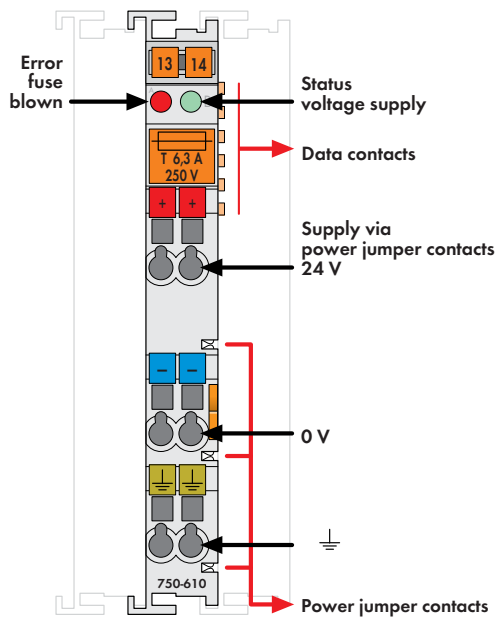 13 14
Error
fuse
blown
A
Status
voltage supply
T 6,3 A
250 V
Data contacts
+ +
Supply via
power jumper contacts
24 V
– –
0 V
750-610
Power jumper contacts